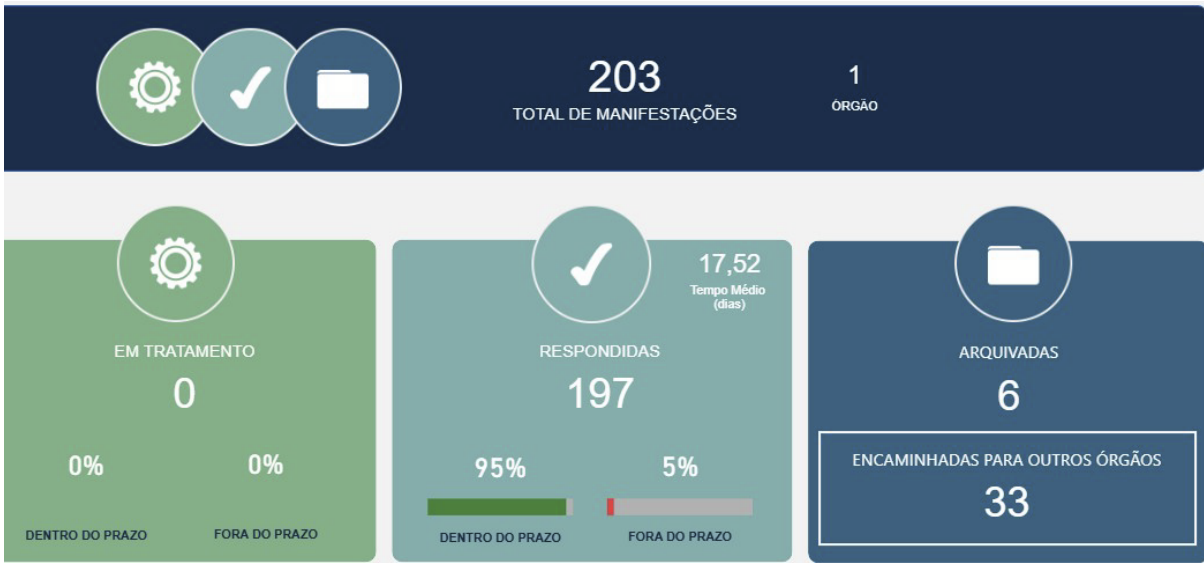 203
TOTAL DE MANIFESTAÇÕES
1
ÓRGÃO
EM TRATAMENTO
0
0%
0%
DENTRO DO PRAZO
FORA DO PRAZO
17,52
Tempo Médio
(dias)
RESPONDIDAS
197
95%
5%
DENTRO DO PRAZO
FORA DO PRAZO
ARQUIVADAS
6
ENCAMINHADAS PARA OUTROS ÓRGÃOS
33